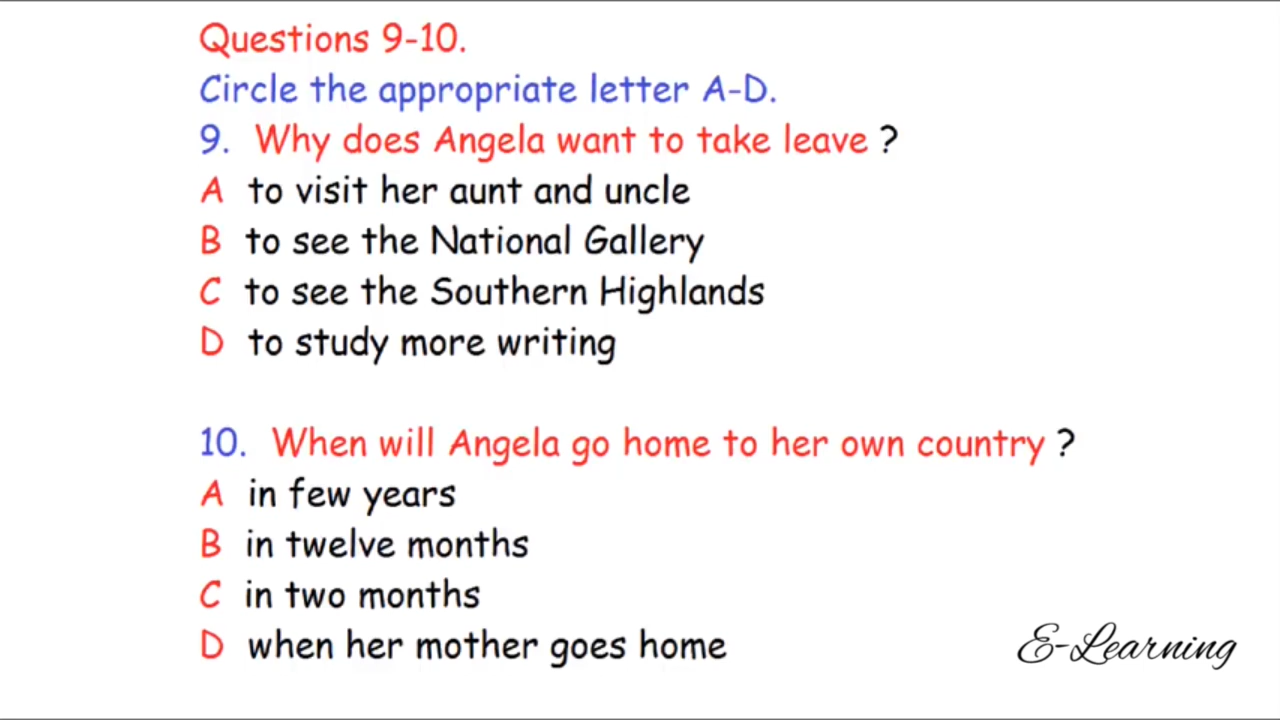 Questions 9-10.
Circle the appropriate letter A-D.
9. Why does Angela want to take leave ?
A to visit her aunt and uncle
B to see the National Gallery
C to see the Southern Highlands
D to study more writing
10. When will Angela go home to her own country ?
A in few years
B in twelve months
C in two months
D when her mother goes home
E-Learning